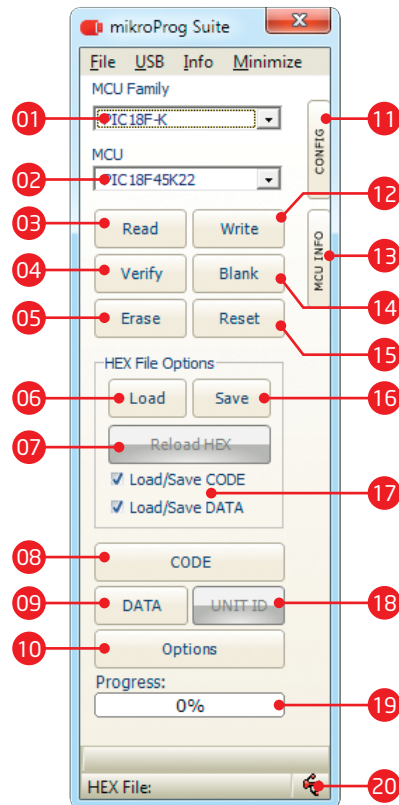 mikroProg Suite
File USB Info Minimize
MCU Family
01 PIC18F-K 11
CONFIG
MCU
02 PIC18F45K22 12
03 Read Write
MCU INFO 13
04 Verify Blank 14
05 Erase Reset 15
HEX File Options
06 Load Save 16
07 Reload HEX
Load/Save CODE
17
Load/Save DATA
08 CODE
09 DATA UNIT ID 18
10 Options
Progress:
0% 19
HEX File: 20